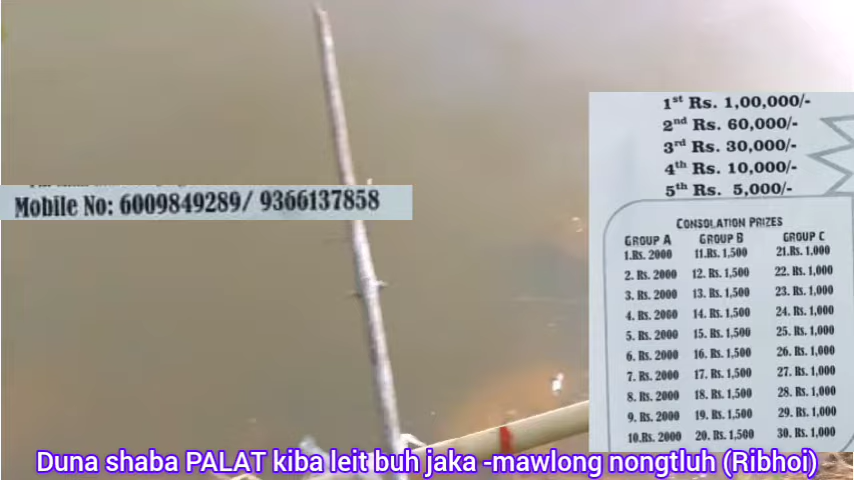 Mobile No: 6009849289/ 9366137858
1st Rs. 1,00,000/-
2nd Rs. 60,000/-
3rd Rs. 30,000/-
4th Rs. 10,000/-
5th Rs. 5,000/-
CONSOLATION PRIZES
GROUP A GROUP B GROUP C
1.Rs. 2000 11.Rs. 1,500 21.Rs. 1,000
2. Rs. 2000 12. Rs. 1,500 22. Rs. 1,000
3. Rs. 2000 13. Rs. 1,500 23. Rs. 1,000
4. Rs. 2000 14. Rs. 1,500 24. Rs. 1,000
5. Rs. 2000 15. Rs. 1,500 25. Rs. 1,000
6. Rs. 2000 16. Rs. 1,500 26. Rs. 1,000
7. Rs. 2000 17. Rs. 1,500 27. Rs. 1,000
8. Rs. 2000 18. Rs. 1,500 28. Rs. 1,000
9. Rs. 2000 19. Rs. 1,500 29. Rs. 1,000
10.Rs. 2000 20. Rs. 1,500 30. Rs. 1,000
Duna shaba PALAT kiba leit buh jaka -mawlong nongtluh (Ribhoi)